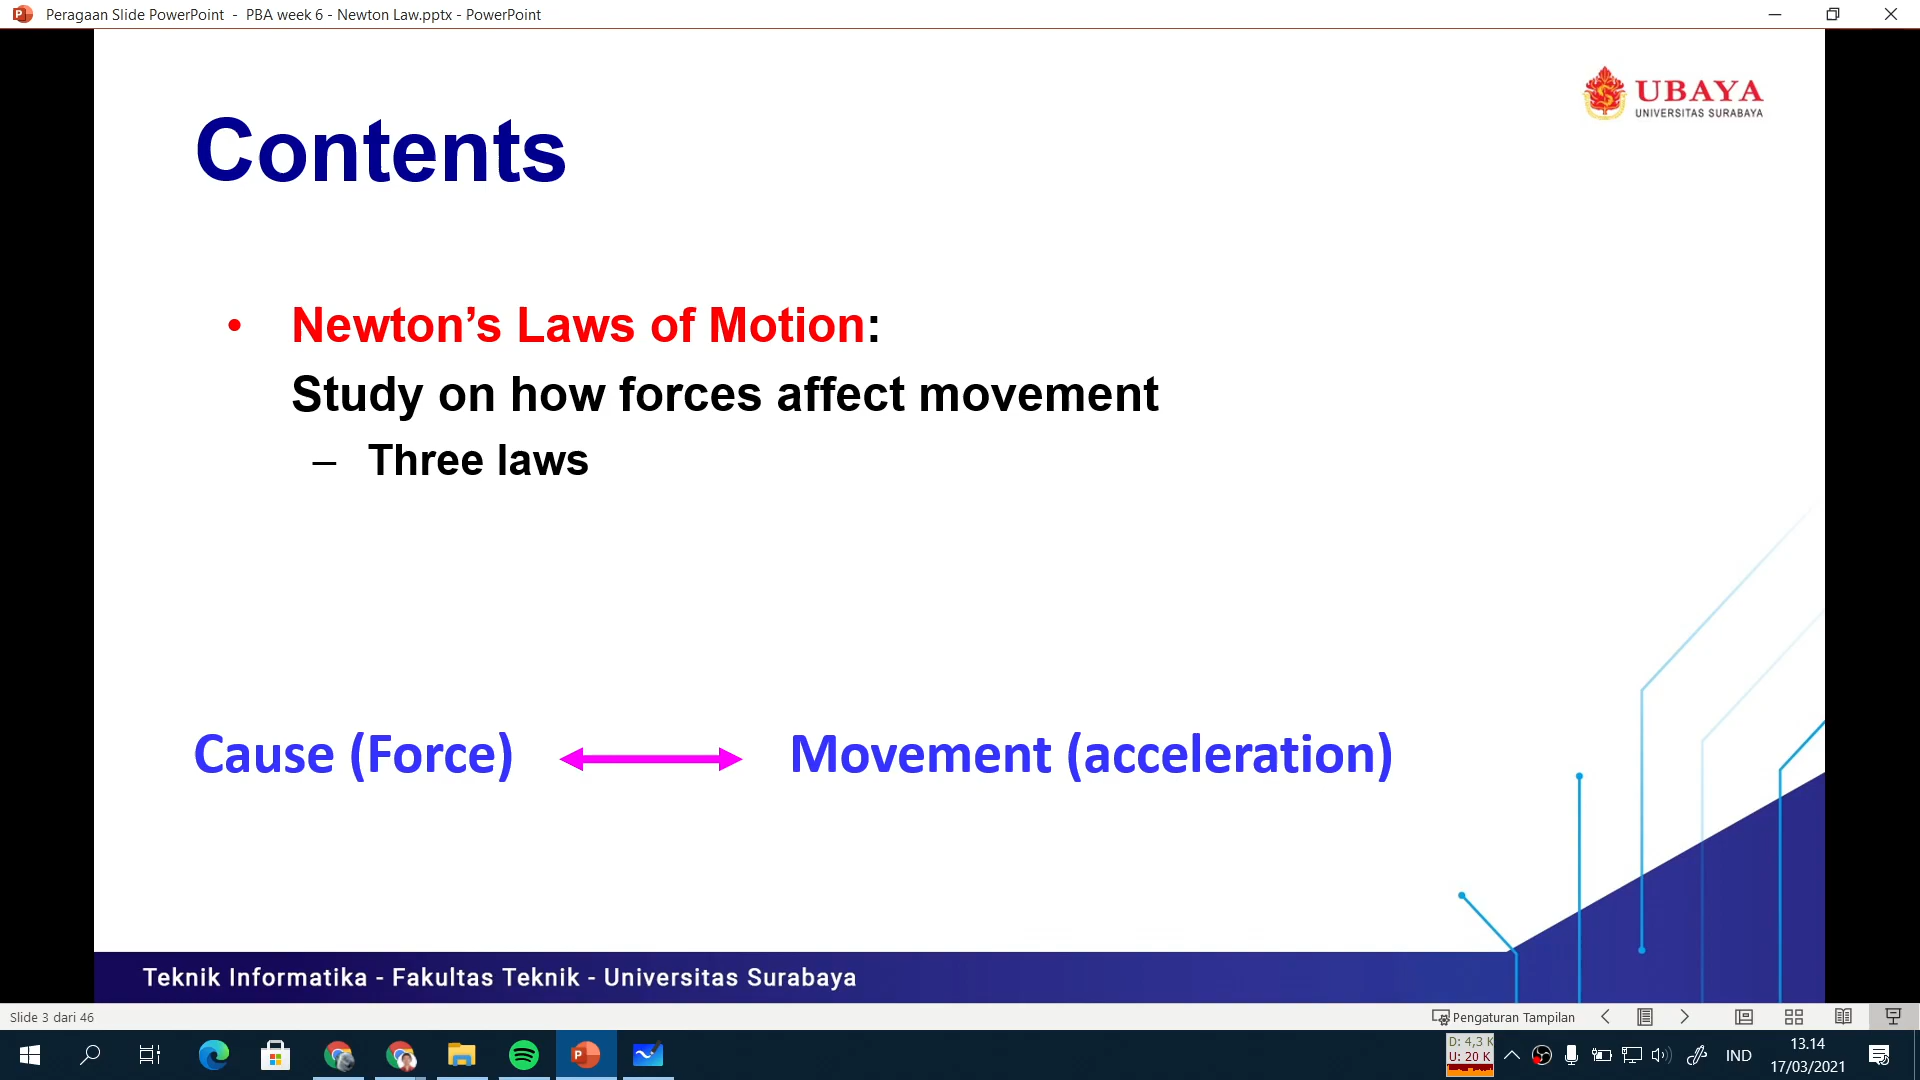 Peragaan Slide PowerPoint - PBA week 6 - Newton Law.pptx - PowerPoint
UBAYA
UNIVERSITAS SURABAYA
Contents
• Newton’s Laws of Motion:
Study on how forces affect movement
– Three laws
Cause (Force) Movement (acceleration)
Teknik Informatika - Fakultas Teknik - Universitas Surabaya
Slide 3 dari 46
Pengaturan Tampilan
D: 4,3 K
U: 20 K
IND
13.14
17/03/2021